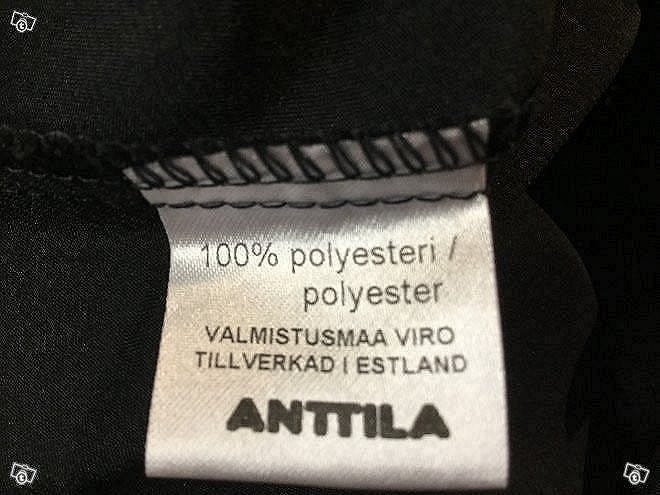 100% polyesteri /
polyester
VALMISTUSMAA VIRO
TILLVERKAD I ESTLAND
ANTTILA